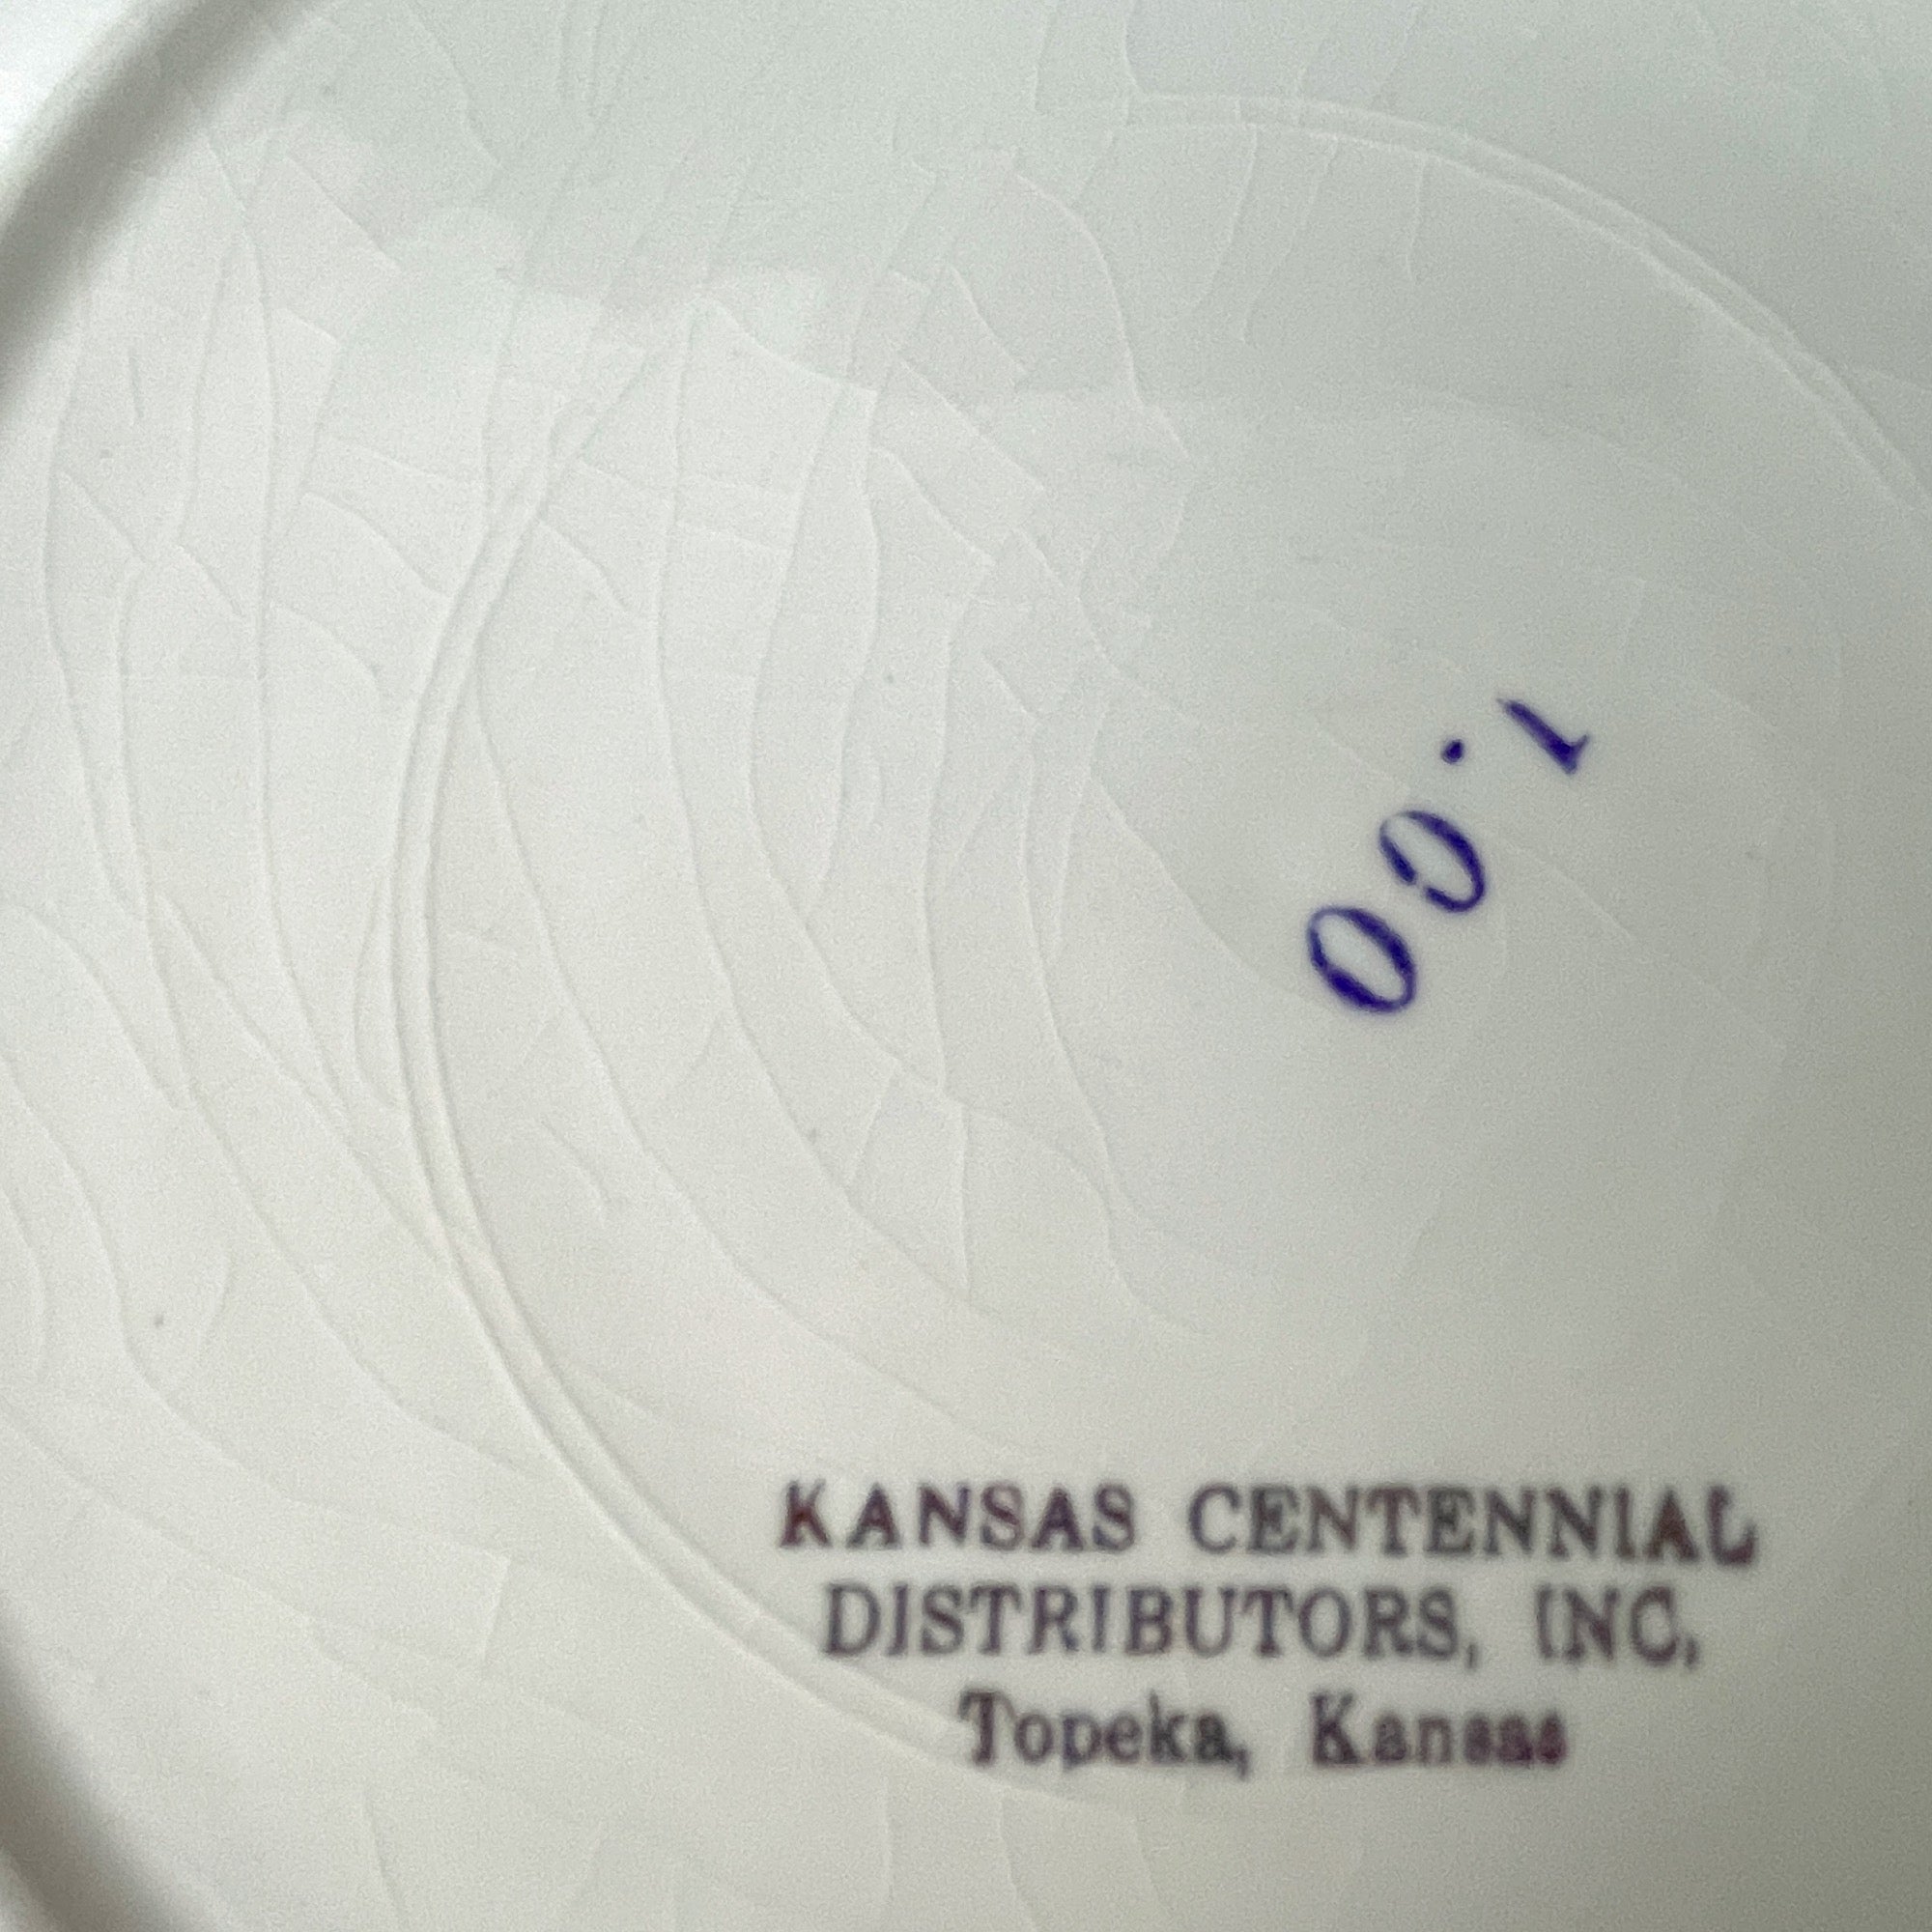 1.00
KANSAS CENTENNIAL
DISTRIBUTORS, INC.
Topeka, Kansas